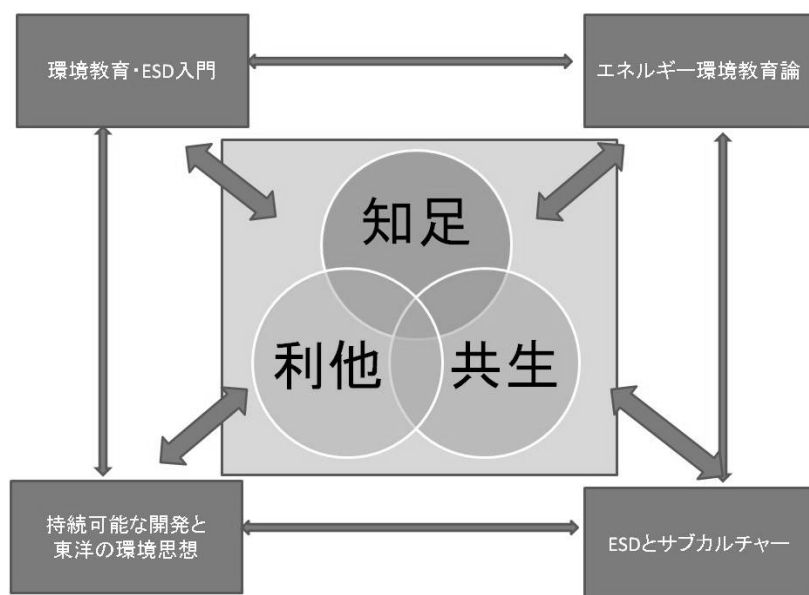 環境教育・ESD入門
エネルギー環境教育論
知足
利他
共生
持続可能な開発と
東洋の環境思想
ESDとサブカルチャー